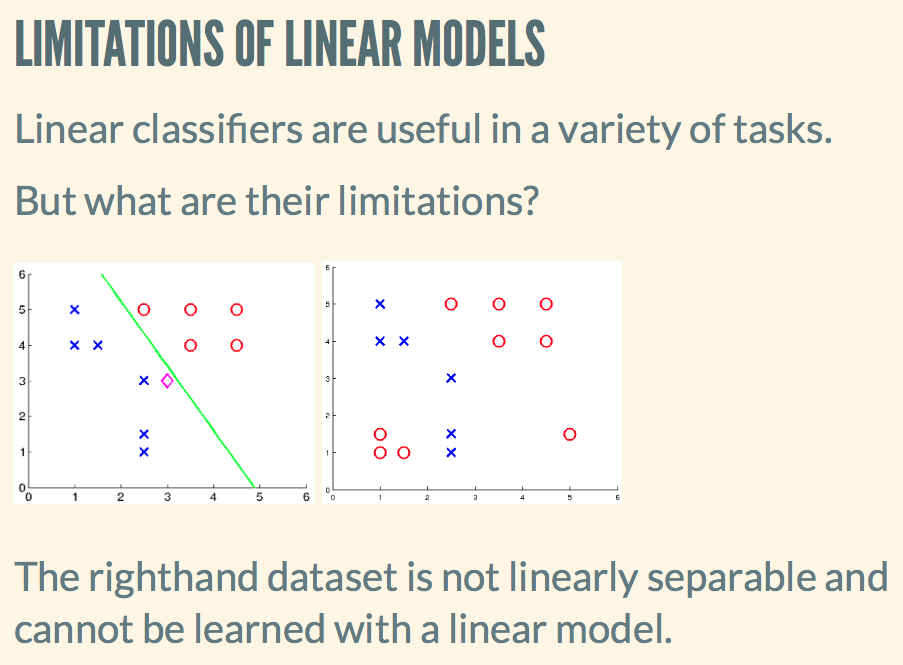 LIMITATIONS OF LINEAR MODELS
Linear classifiers are useful in a variety of tasks.
But what are their limitations?
6
5
4
3
2
1
0
0 1 2 3 4 5 6
6
5
4
3
2
1
0
0 1 2 3 4 5 6
The righthand dataset is not linearly separable and
cannot be learned with a linear model.